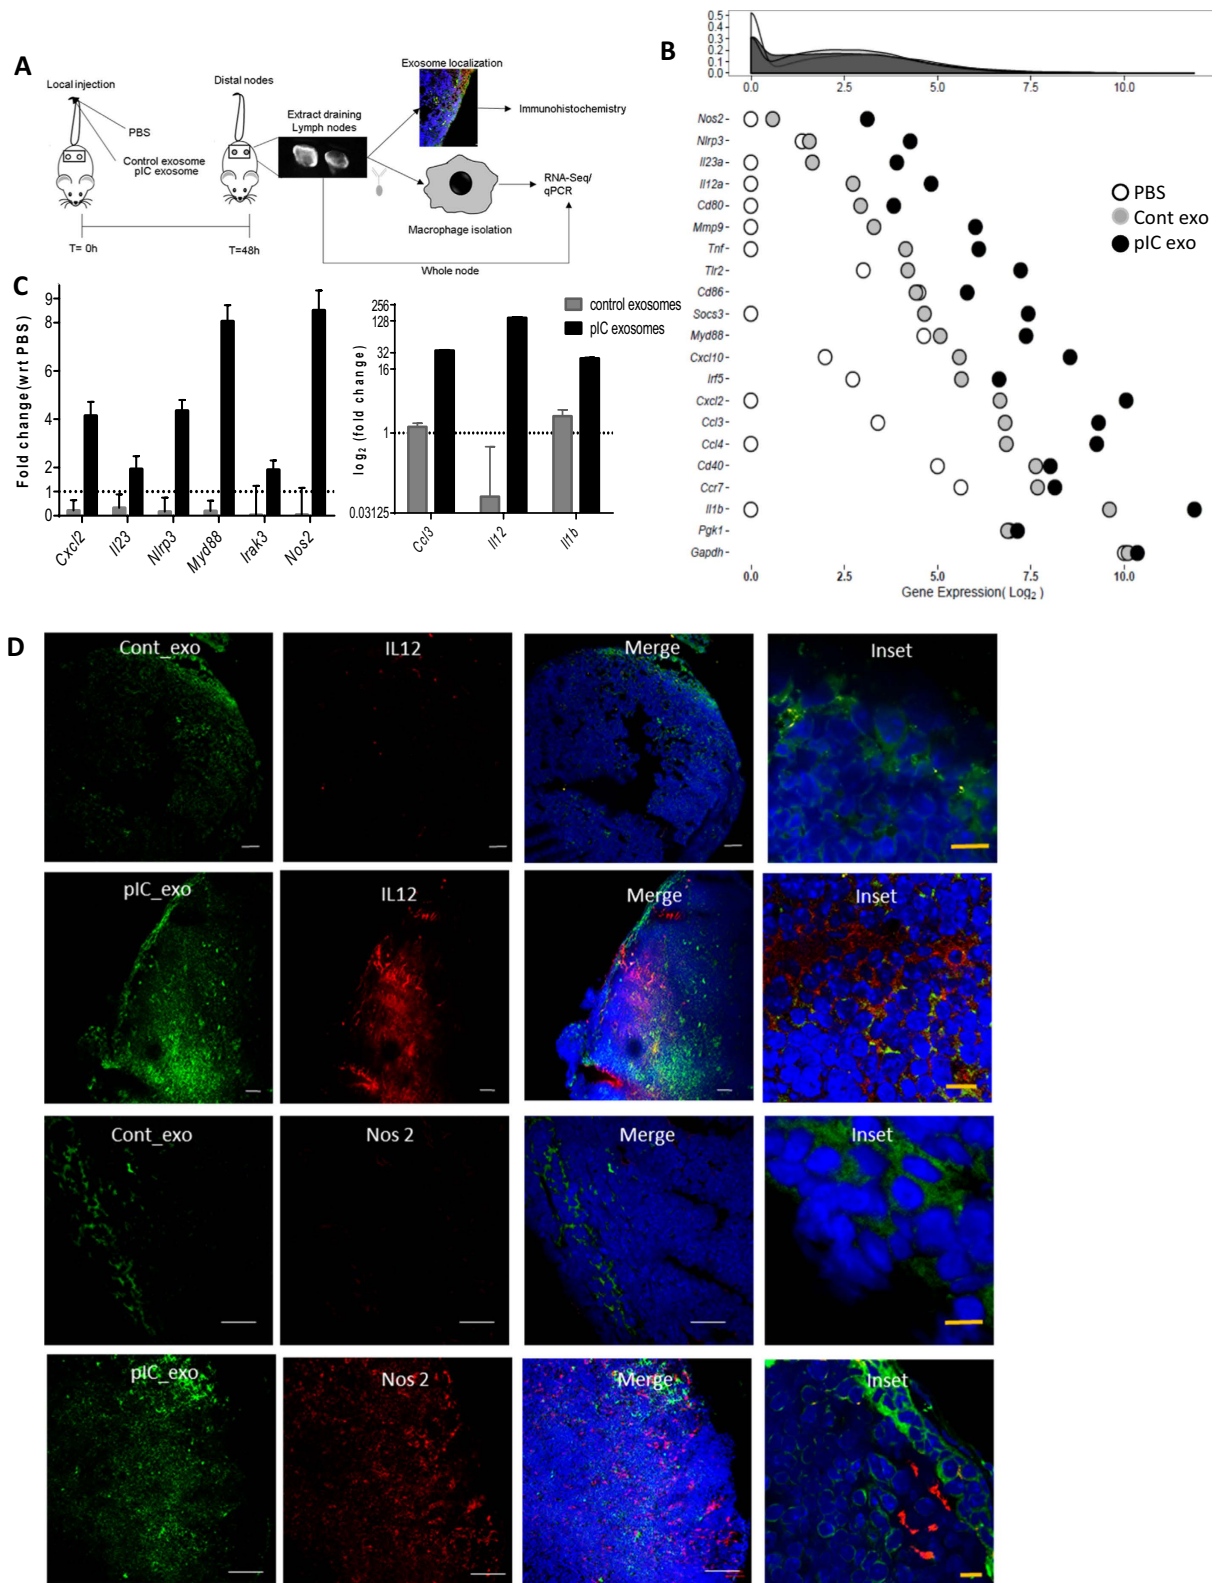 A
Local injection
PBS
Control exosome
pIC exosome
T= 0h
Distal nodes
T=48h
Extract draining
Lymph nodes
Exosome localization
Immunohistochemistry
Macrophage isolation
RNA-Seq/
qPCR
Whole node
B
0.5
0.4
0.3
0.2
0.1
0.0
0.0 2.5 5.0 7.5 10.0
Nos2
Nlrp3
Il23a
Il12a
Cd80
Mmp9
Tnf
Tlr2
Cd86
Socs3
Myd88
Cxcl10
Irf5
Cxcl2
Ccl3
Ccl4
Cd40
Ccr7
Il1b
Pgk1
Gapdh
0.0 2.5 5.0 7.5 10.0
Gene Expression( Log2 )
PBS
Cont exo
pIC exo
C
Fold change(wrt PBS)
9
8
6
4
2
1
0
Cxcl2 Il23 Nlrp3 Myd88 Irak3 Nos2
log2 (fold change)
256
128
32
16
1
0.03125
Ccl3 Il12 Il1b
control exosomes
pIC exosomes
D
Cont_exo IL12 Merge Inset
pIC_exo IL12 Merge Inset
Cont_exo Nos 2 Merge Inset
pIC_exo Nos 2 Merge Inset